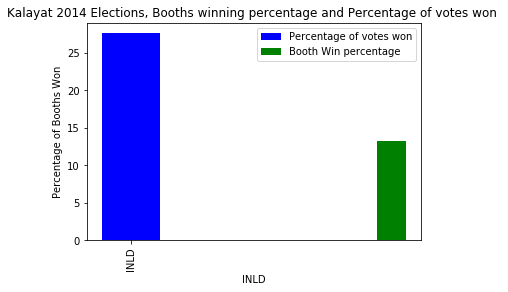 Kalayat 2014 Elections, Booths winning percentage and Percentage of votes won
Percentage of votes won
Booth Win percentage
Percentage of Booths Won
25
20
15
10
5
0
INLD
INLD